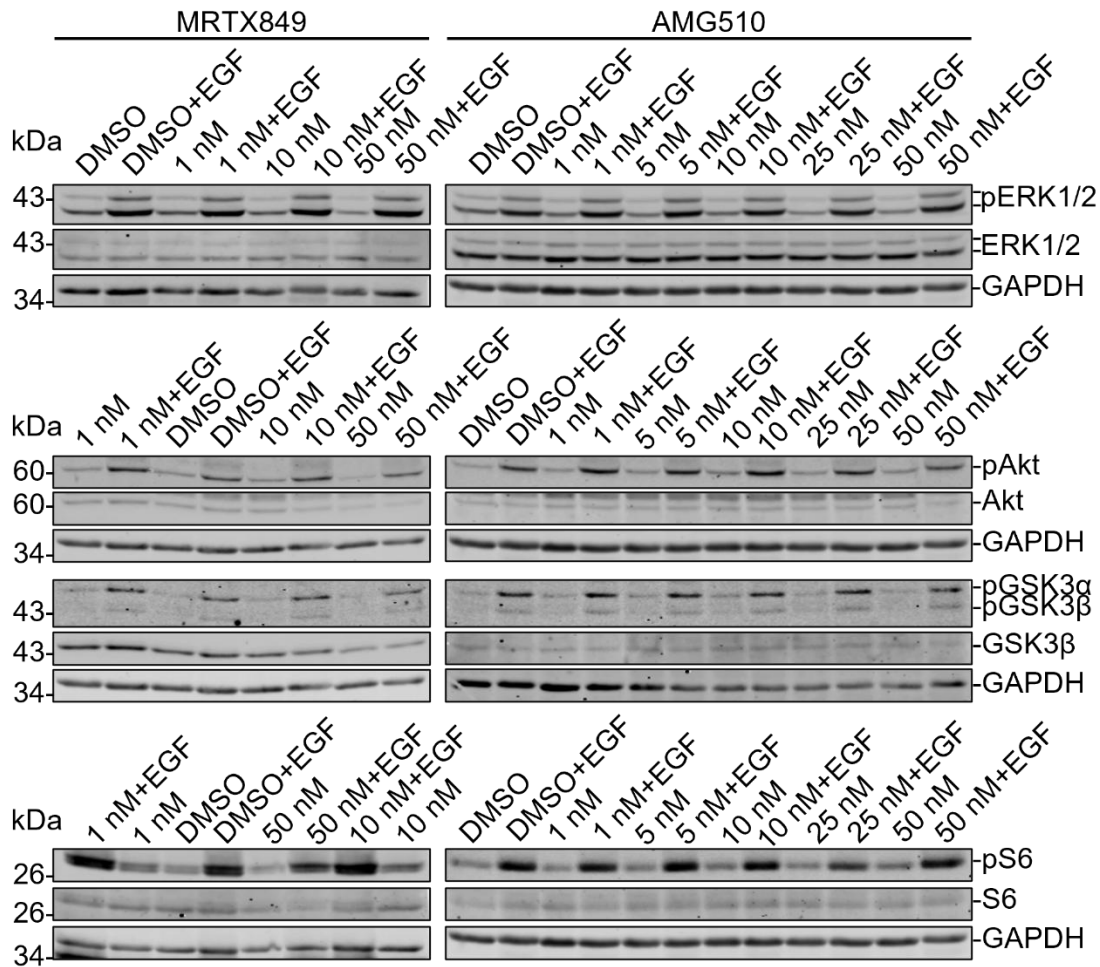 MRTX849 AMG510
kDa DMSO DMSO+EGF 1 nM 1 nM+EGF 10 nM 10 nM+EGF 50 nM 50 nM+EGF DMSO DMSO+EGF 1 nM 1 nM+EGF 5 nM 5 nM+EGF 10 nM 10 nM+EGF 25 nM 25 nM+EGF 50 nM 50 nM+EGF
43- -pERK1/2
43- -ERK1/2
34- -GAPDH
kDa 1 nM 1 nM+EGF DMSO DMSO+EGF 10 nM 10 nM+EGF 50 nM 50 nM+EGF DMSO DMSO+EGF 1 nM 1 nM+EGF 5 nM 5 nM+EGF 10 nM 10 nM+EGF 25 nM 25 nM+EGF 50 nM 50 nM+EGF
60- -pAkt
60- -Akt
34- -GAPDH
-pGSK3α
43- -pGSK3β
43- -GSK3β
34- -GAPDH
kDa 1 nM+EGF 1 nM DMSO DMSO+EGF 50 nM 50 nM+EGF 10 nM+EGF 10 nM DMSO DMSO+EGF 1 nM 1 nM+EGF 5 nM 5 nM+EGF 10 nM 10 nM+EGF 25 nM 25 nM+EGF 50 nM 50 nM+EGF
26- -pS6
26- -S6
34- -GAPDH